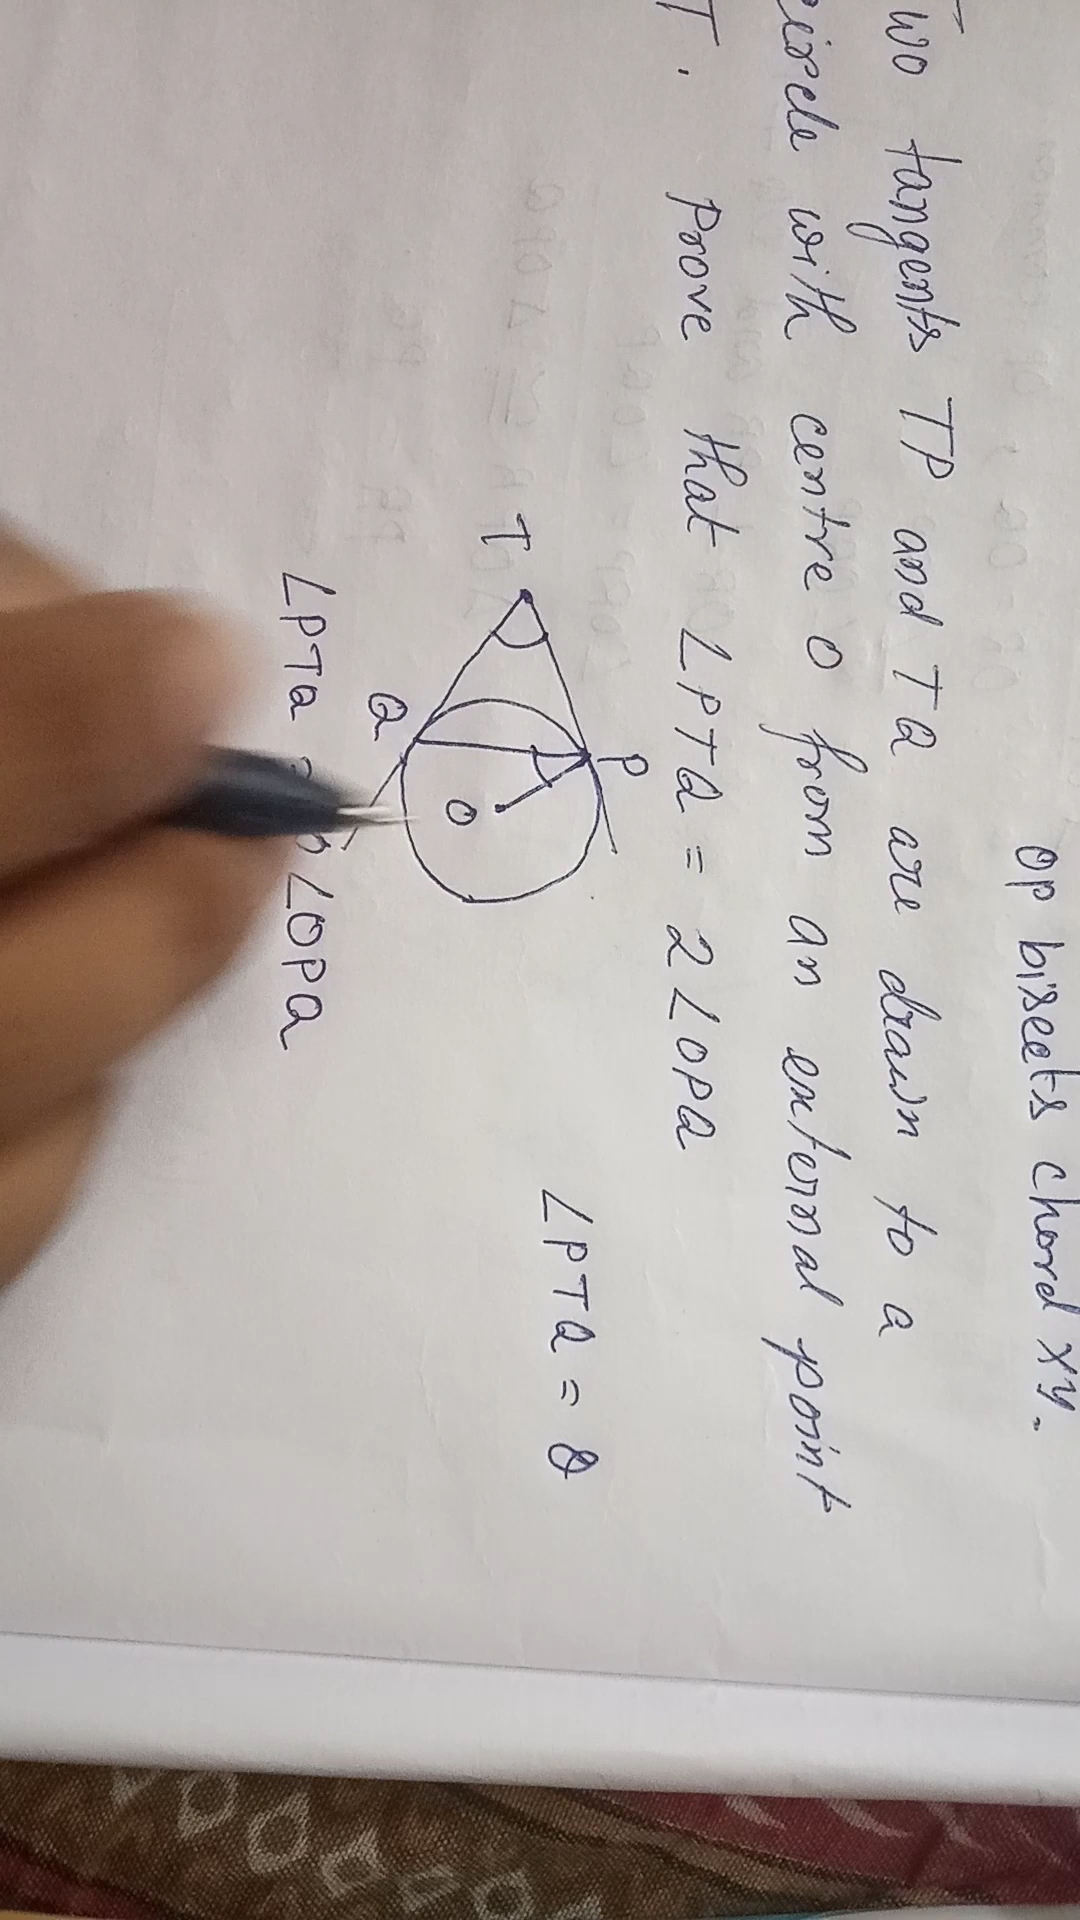 OP bisects chord xy.
Two tangents TP and TQ are drawn to a
circle with centre O from an external point
T. prove that ∠PTQ = 2∠OPQ
∠PTQ = θ
P
T
O
Q
∠PTQ = ∠OPQ